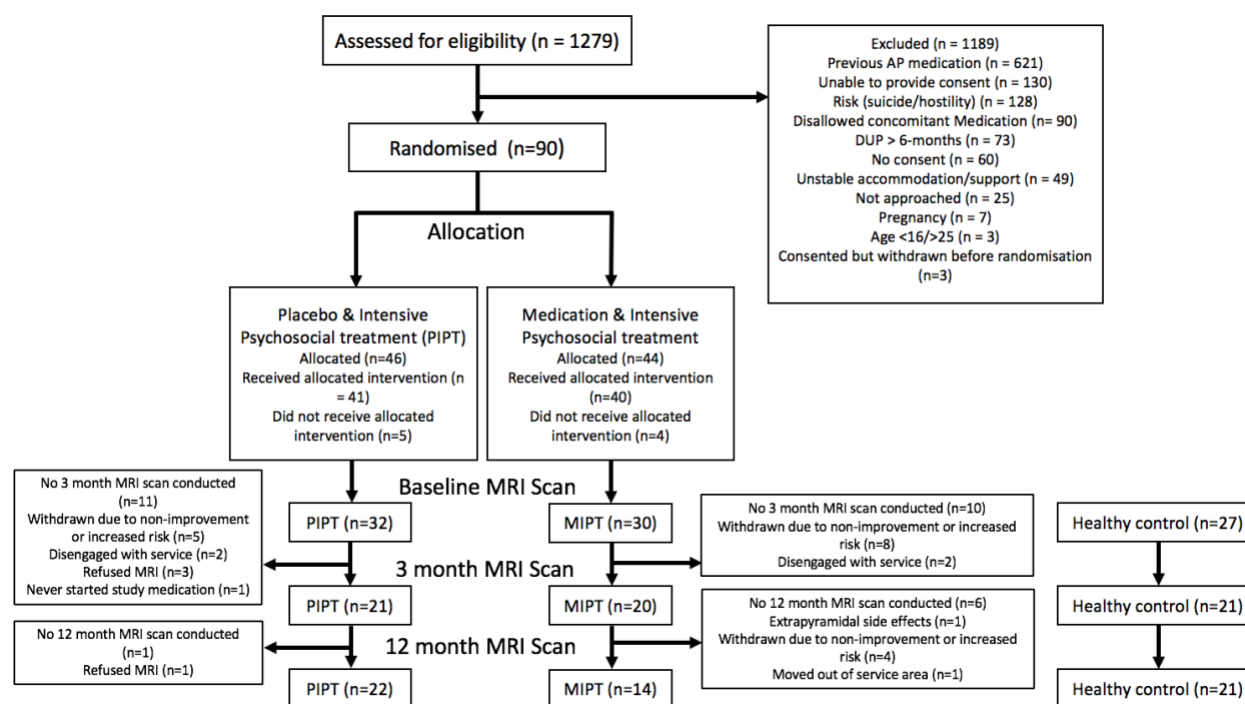 Assessed for eligibility (n = 1279)
Excluded (n = 1189)
Previous AP medication (n = 621)
Unable to provide consent (n = 130)
Risk (suicide/hostility) (n = 128)
Disallowed concomitant Medication (n= 90)
DUP > 6-months (n = 73)
No consent (n = 60)
Unstable accommodation/support (n = 49)
Not approached (n = 25)
Pregnancy (n = 7)
Age <16/>25 (n = 3)
Consented but withdrawn before randomisation
(n=3)
Randomised (n=90)
Allocation
Placebo & Intensive
Psychosocial treatment (PIPT)
Allocated (n=46)
Received allocated intervention (n
= 41)
Did not receive allocated
intervention (n=5)
Medication & Intensive
Psychosocial treatment
Allocated (n=44)
Received allocated intervention
(n=40)
Did not receive allocated
intervention (n=4)
Baseline MRI Scan
No 3 month MRI scan conducted
(n=11)
Withdrawn due to non-improvement
or increased risk (n=5)
Disengaged with service (n=2)
Refused MRI (n=3)
Never started study medication (n=1)
PIPT (n=32)
MIPT (n=30)
No 3 month MRI scan conducted (n=10)
Withdrawn due to non-improvement or increased
risk (n=8)
Disengaged with service (n=2)
Healthy control (n=27)
3 month MRI Scan
PIPT (n=21)
MIPT (n=20)
No 12 month MRI scan conducted (n=6)
Extrapyramidal side effects (n=1)
Withdrawn due to non-improvement or increased
risk (n=4)
Moved out of service area (n=1)
Healthy control (n=21)
No 12 month MRI scan conducted
(n=1)
Refused MRI (n=1)
12 month MRI Scan
PIPT (n=22)
MIPT (n=14)
Healthy control (n=21)